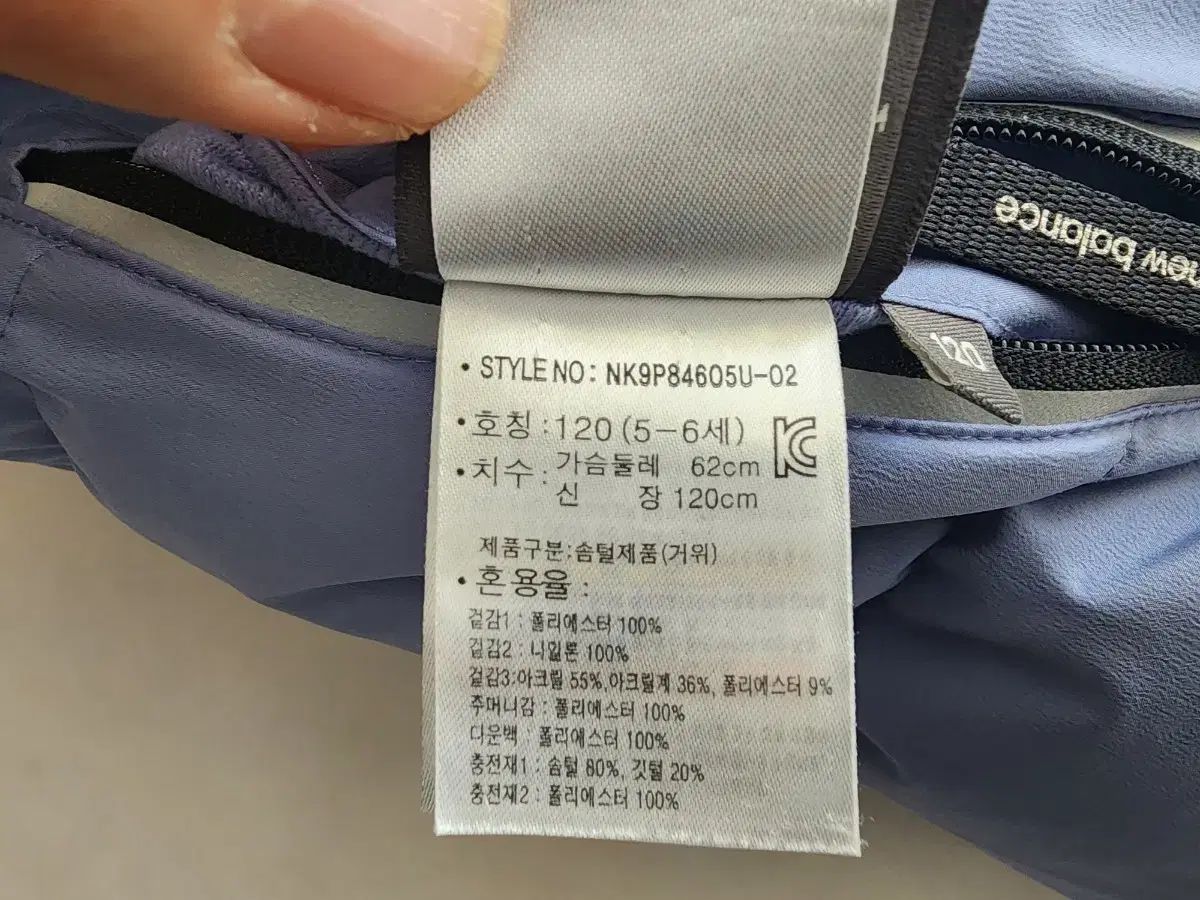 new balance
120
• STYLE NO: NK9P84605U-02
• 호칭 : 120 (5-6세)
• 치수 : 가슴둘레 62cm
신 장 120cm
제품구분:솜털제품(거위)
• 혼용율 :
겉감1 : 폴리에스터 100%
겉감2 : 나일론 100%
겉감3:아크릴 55%,아크릴계 36%, 폴리에스터 9%
주머니감 : 폴리에스터 100%
다운백 : 폴리에스터 100%
충전재1 : 솜털 80%, 깃털 20%
충전재2 : 폴리에스터 100%